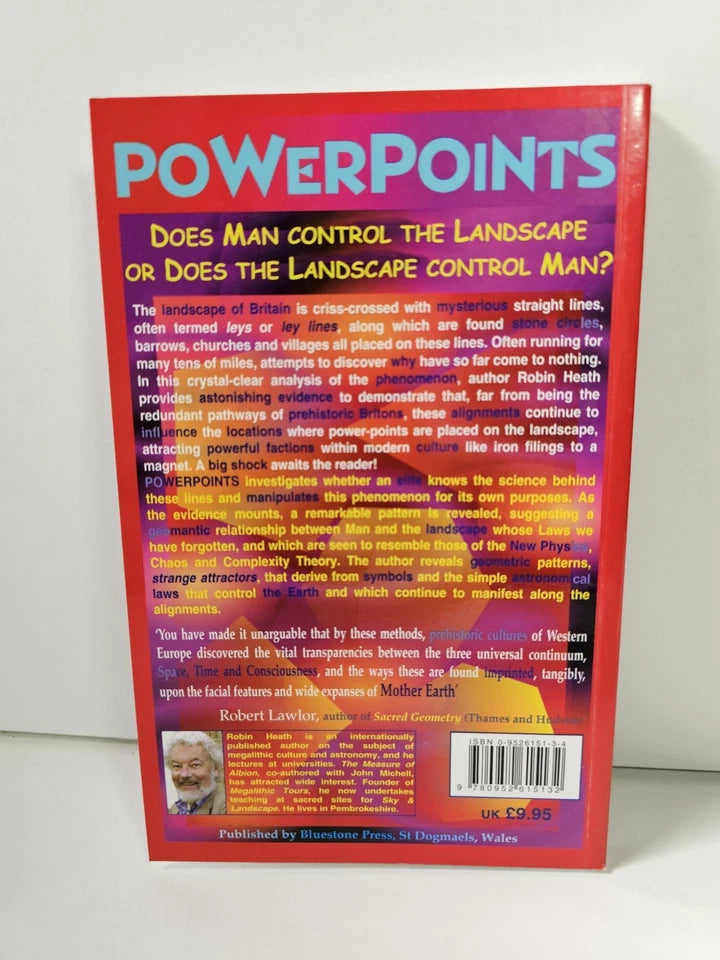 POWERPOINTS
DOES MAN CONTROL THE LANDSCAPE
OR DOES THE LANDSCAPE CONTROL MAN?
The landscape of Britain is criss-crossed with mysterious straight lines,
often termed leys or ley lines, along which are found stone circles,
barrows, churches and villages all placed on these lines. Often running for
many tens of miles, attempts to discover why have so far come to nothing.
In this crystal-clear analysis of the phenomenon, author Robin Heath
provides astonishing evidence to demonstrate that, far from being the
redundant pathways of prehistoric Britons, these alignments continue to
influence the locations where power-points are placed on the landscape,
attracting powerful factions within modern culture like iron filings to a
magnet. A big shock awaits the reader!
POWERPOINTS investigates whether an elite knows the science behind
these lines and manipulates this phenomenon for its own purposes. As
the evidence mounts, a remarkable pattern is revealed, suggesting a
geomantic relationship between Man and the landscape whose Laws we
have forgotten, and which are seen to resemble those of the New Physics,
Chaos and Complexity Theory. The author reveals geometric patterns,
strange attractors, that derive from symbols and the simple astronomical
laws that control the Earth and which continue to manifest along the
alignments.
'You have made it unarguable that by these methods, prehistoric cultures of Western
Europe discovered the vital transparencies between the three universal continuum,
Space, Time and Consciousness, and the ways these are found imprinted, tangibly,
upon the facial features and wide expanses of Mother Earth'
Robert Lawlor, author of Sacred Geometry (Thames and Hudson)
Robin Heath is an internationally
published author on the subject of
megalithic culture and astronomy, and he
lectures at universities. The Measure of
Albion, co-authored with John Michell,
has attracted wide interest. Founder of
Megalithic Tours, he now undertakes
teaching at sacred sites for Sky &
Landscape. He lives in Pembrokeshire.
ISBN 0-9526151-3-4
9 780952 615132
UK £9.95
Published by Bluestone Press, St Dogmaels, Wales